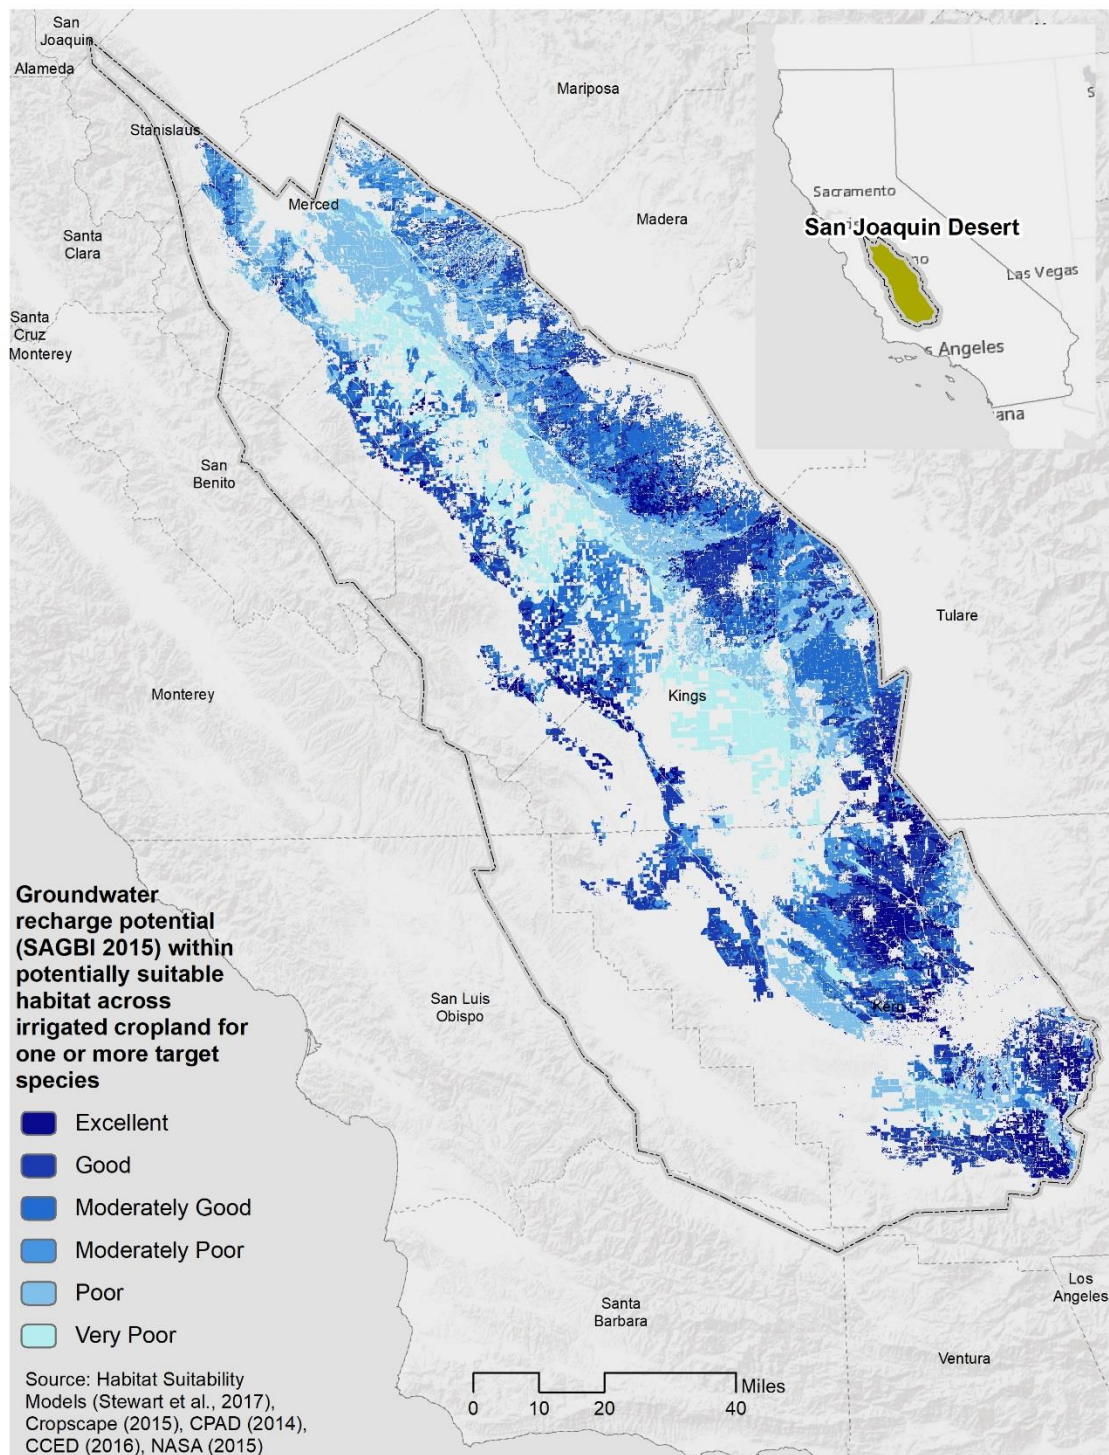 San
Joaquin
Alameda
Stanislaus
Mariposa
Merced
Madera
Santa
Clara
Santa
Cruz
Monterey
San
Benito
Tulare
Monterey
Kings
San Luis
Obispo
Kern
Santa
Barbara
Los
Angeles
Ventura
Sacramento
San Joaquin Desert
no
Las Vegas
s Angeles
ana
S
Groundwater
recharge potential
(SAGBI 2015) within
potentially suitable
habitat across
irrigated cropland for
one or more target
species
Excellent
Good
Moderately Good
Moderately Poor
Poor
Very Poor
Source: Habitat Suitability
Models (Stewart et al., 2017),
Cropscape (2015), CPAD (2014),
CCED (2016), NASA (2015)
Miles
0 10 20 40